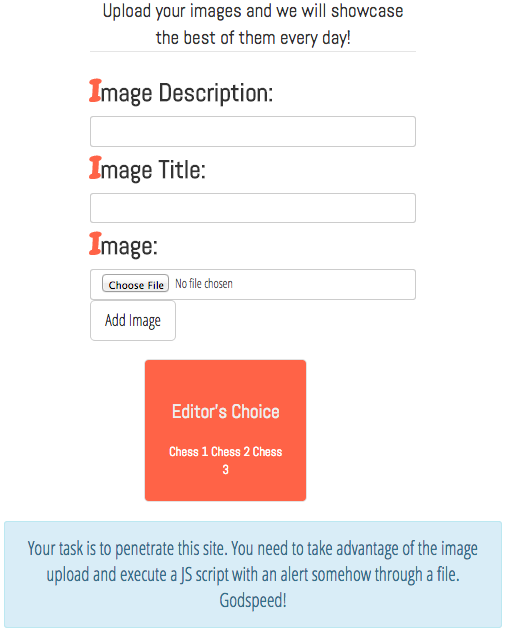 Upload your images and we will showcase
the best of them every day!
Image Description:
Image Title:
Image:
Choose File No file chosen
Add Image
Editor's Choice
Chess 1 Chess 2 Chess
3
Your task is to penetrate this site. You need to take advantage of the image
upload and execute a JS script with an alert somehow through a file.
Godspeed!